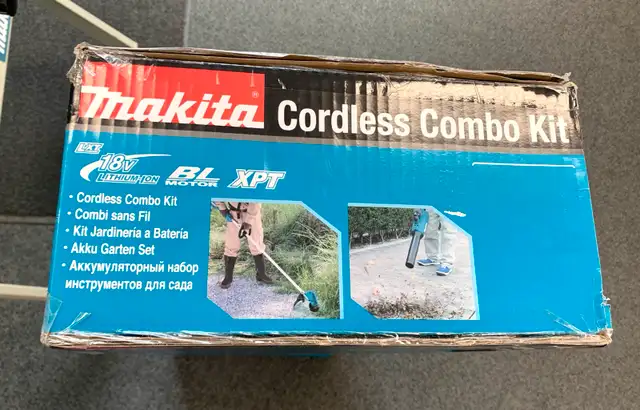 makita Cordless Combo Kit
LXT
18V
LITHIUM-ION
BL
MOTOR
XPT
· Cordless Combo Kit
· Combi sans Fil
· Kit Jardinería a Batería
· Akku Garten Set
· Аккумуляторный набор
инструментов для сада